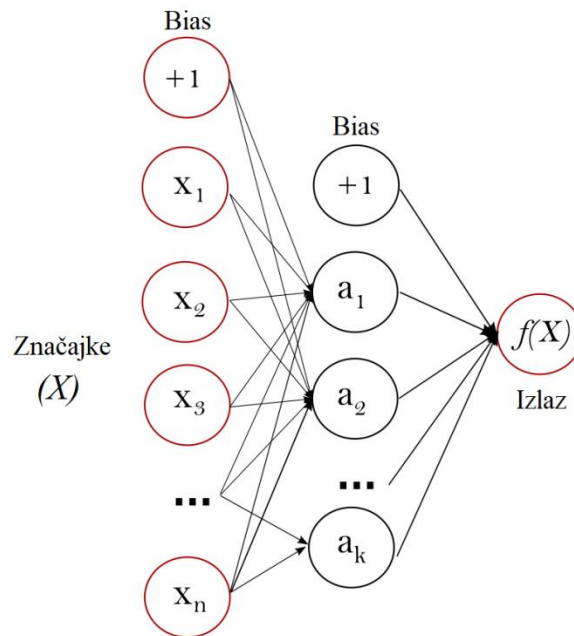 Bias
+1
x1
x2
x3
...
xn
Značajke
(X)
Bias
+1
a1
a2
...
ak
f(X)
Izlaz